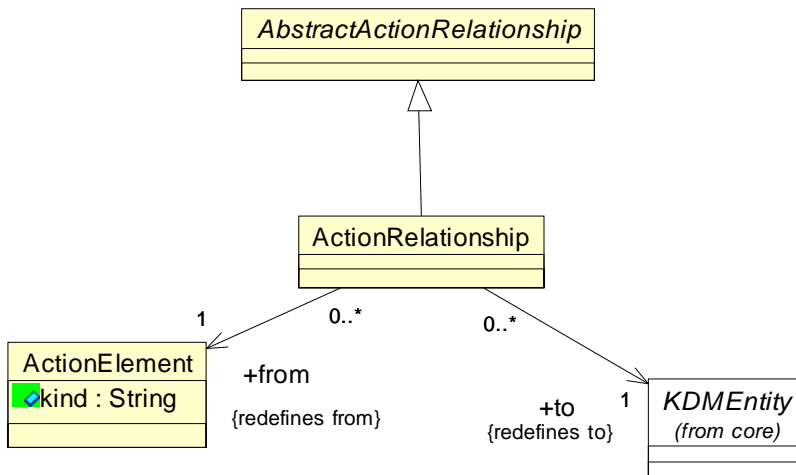 AbstractActionRelationship
ActionRelationship
1
0..*
0..*
ActionElement
kind : String
+from
{redefines from}
+to
{redefines to}
1
KDMEntity
(from core)